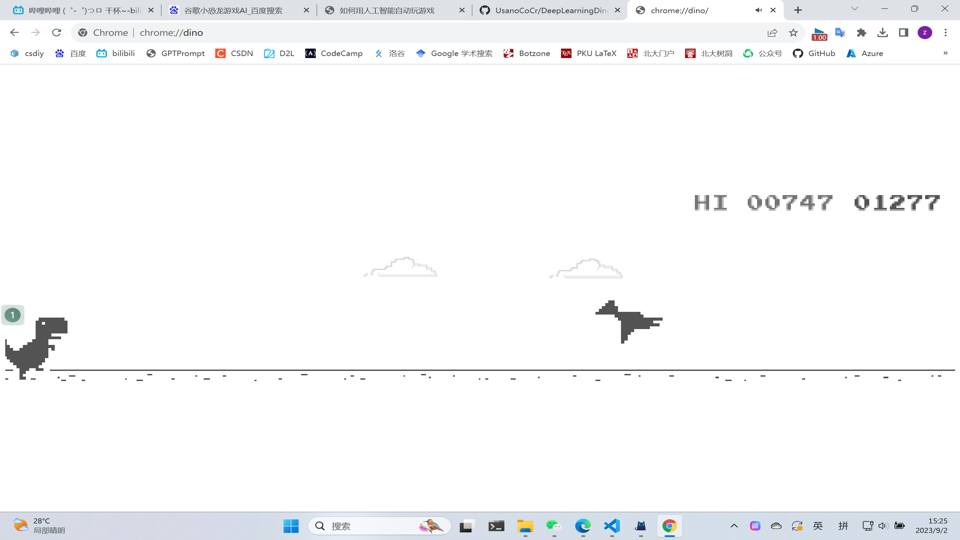 哔哩哔哩 (゜-゜)つロ 干杯~-bili
谷歌小恐龙游戏AI_百度搜索
如何用人工智能自动玩游戏
UsanoCoCr/DeepLearningDin
chrome://dino/
Chrome | chrome://dino
1.00
z
csdiy
百度
bilibili
GPTPrompt
CSDN
D2L
CodeCamp
洛谷
Google 学术搜索
Botzone
PKU LaTeX
北大门户
北大树洞
公众号
GitHub
Azure
»
HI 00747 01277
1
28°C
局部晴朗
搜索
英
拼
15:25
2023/9/2